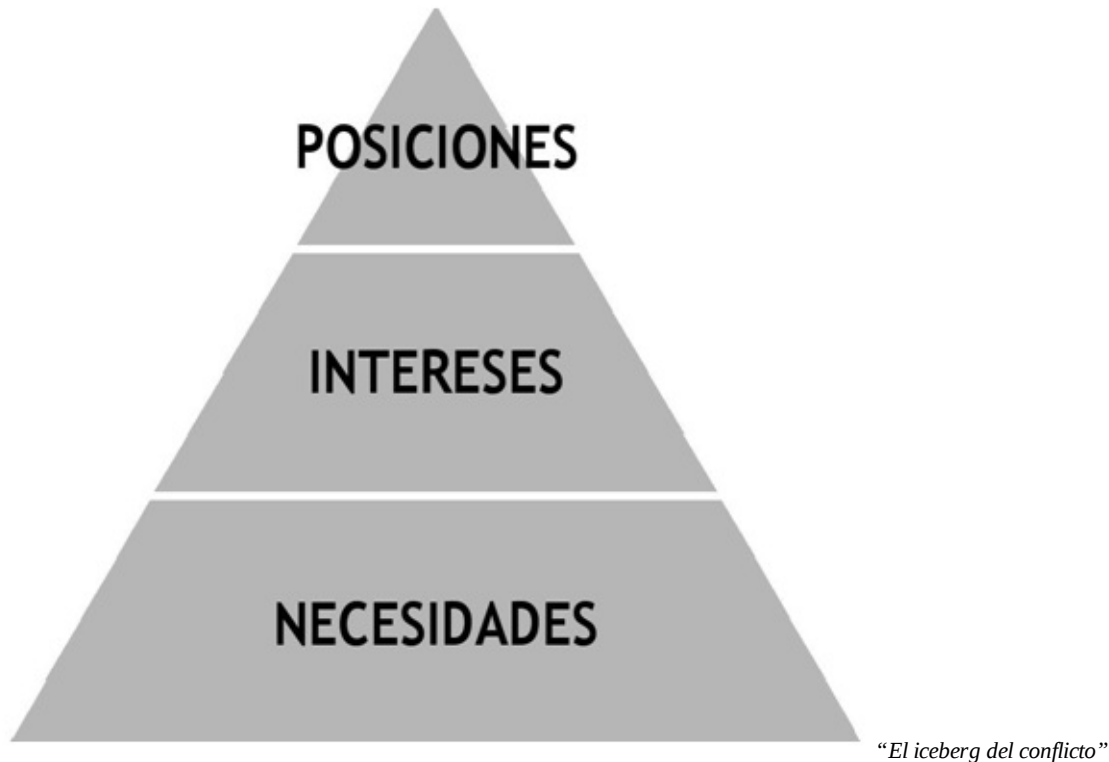 POSICIONES
INTERESES
NECESIDADES
“El iceberg del conflicto”